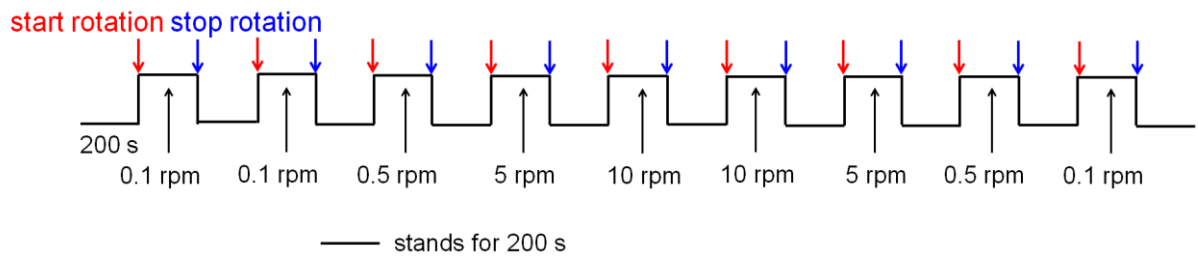 start rotation stop rotation
200 s
0.1 rpm 0.1 rpm 0.5 rpm 5 rpm 10 rpm 10 rpm 5 rpm 0.5 rpm 0.1 rpm
stands for 200 s